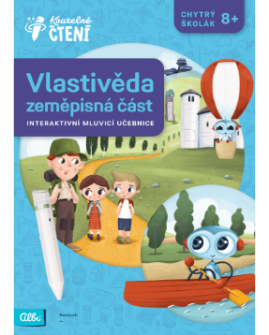 Kouzelné
ČTENÍ
CHYTRÝ
ŠKOLÁK 8+
Vlastivěda
zeměpisná část
INTERAKTIVNÍ MLUVICÍ UČEBNICE
Albi